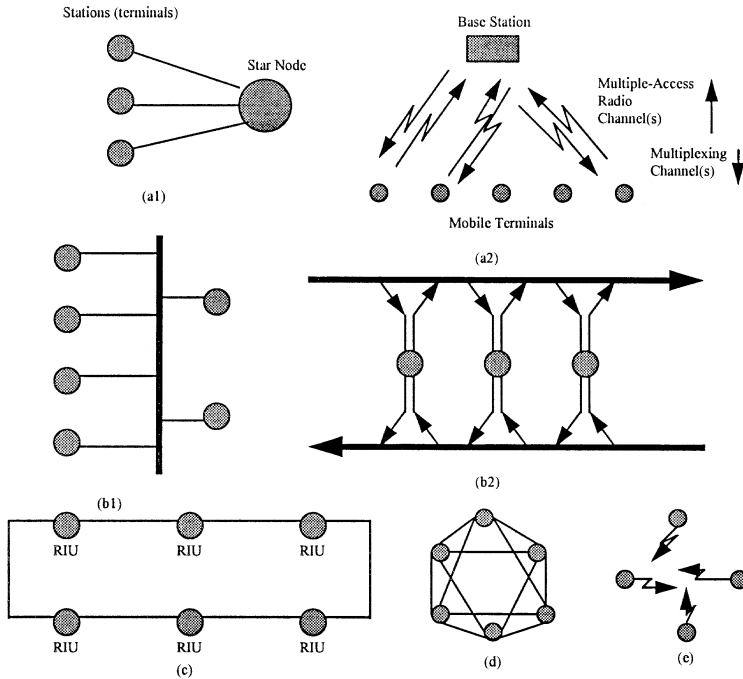 Stations (terminals)
Star Node
(a1)
Base Station
Multiple-Access
Radio
Channel(s)
Multiplexing
Channel(s)
Mobile Terminals
(a2)
(b1)
(b2)
RIU
RIU
RIU
RIU
RIU
RIU
(c)
(d)
(e)